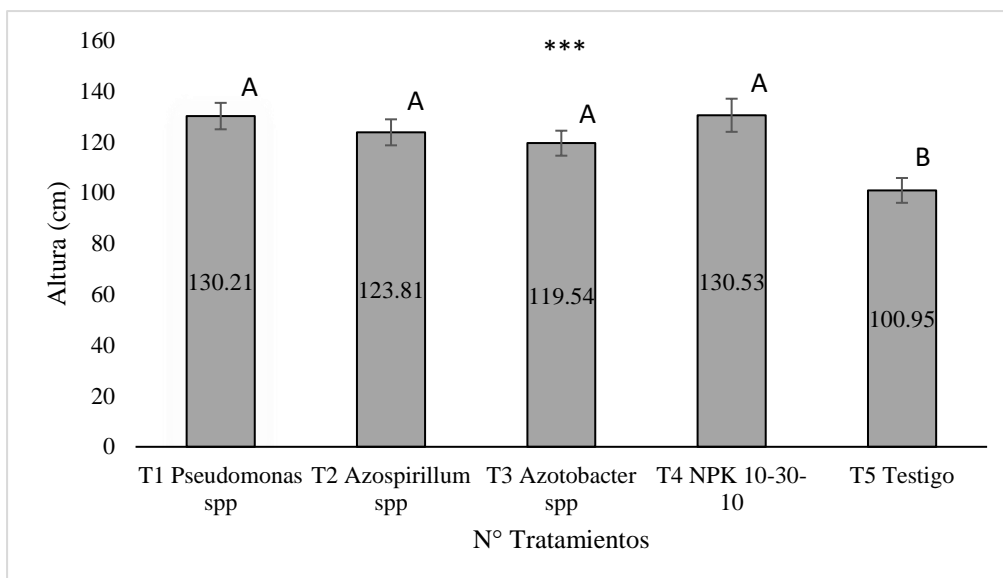 160
140
120
100
80
60
40
20
0
Altura (cm)
***
A
A
A
A
B
130.21
123.81
119.54
130.53
100.95
T1 Pseudomonas
spp
T2 Azospirillum
spp
T3 Azotobacter
spp
T4 NPK 10-30-
10
T5 Testigo
N° Tratamientos